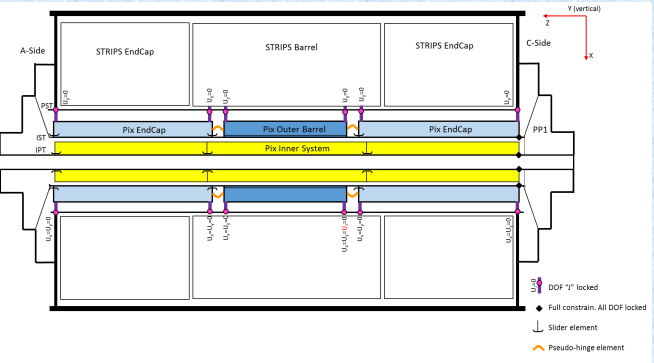 Y (vertical)
Z
X
A-Side
STRIPS EndCap
STRIPS Barrel
STRIPS EndCap
C-Side
PST
IST
IPT
Pix EndCap
Pix Outer Barrel
Pix EndCap
PP1
Pix Inner System
DOF "J" locked
Full constrain. All DOF locked
Slider element
Pseudo-hinge element